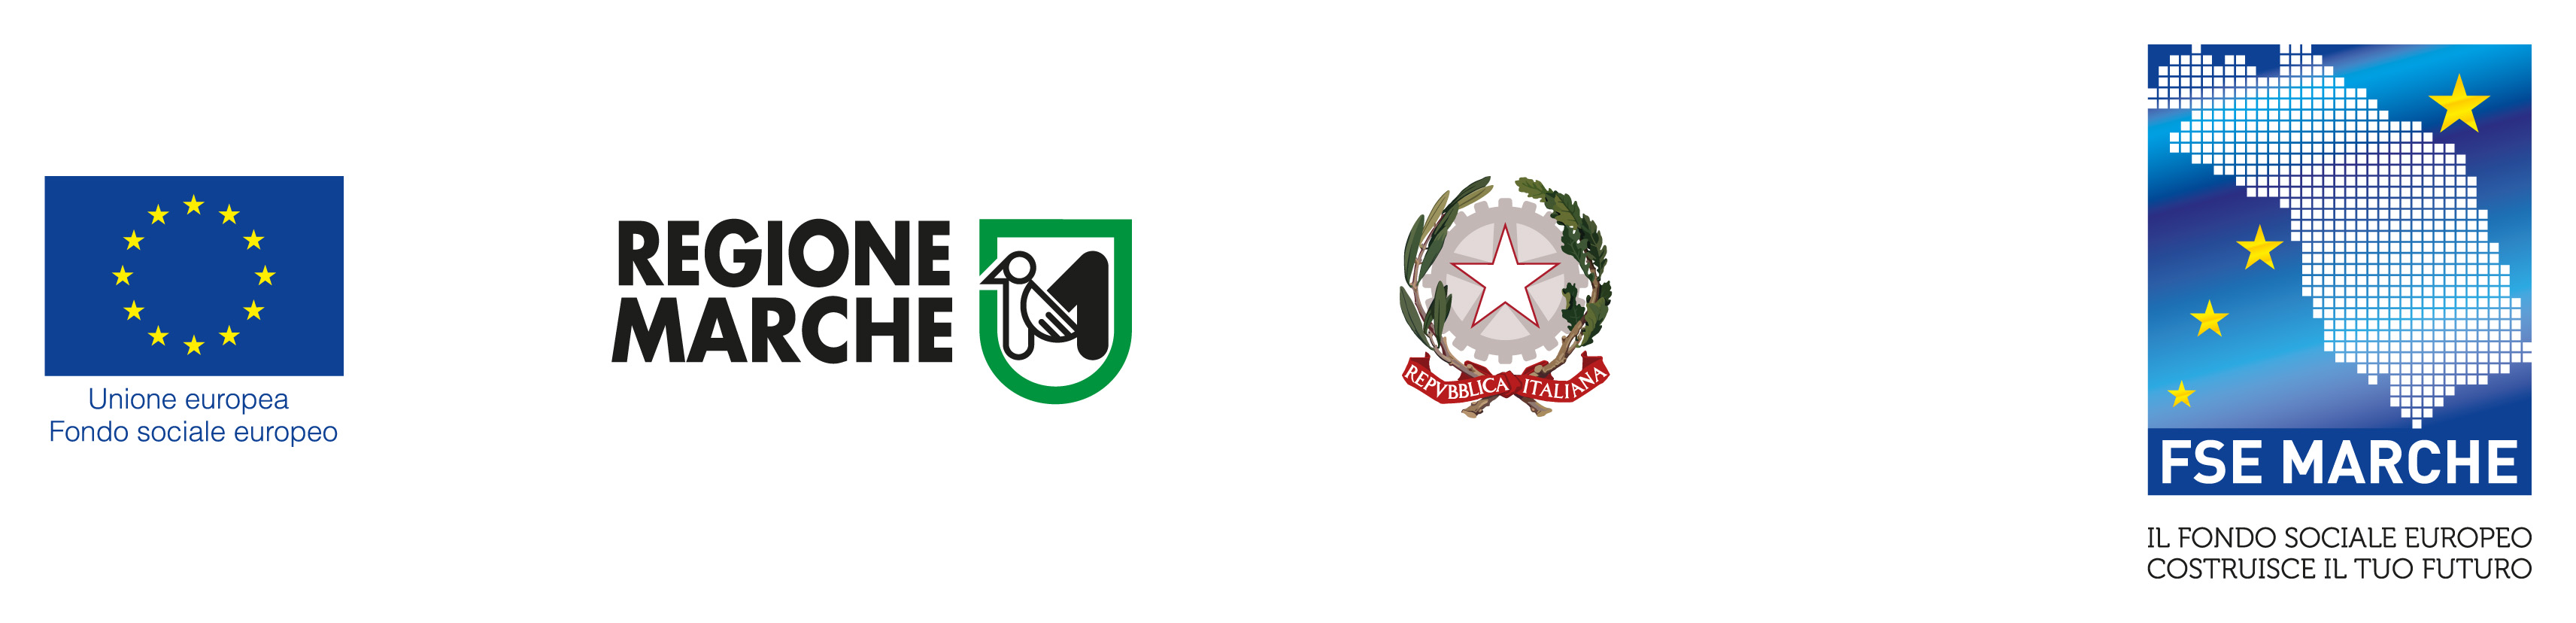 Unione europea
Fondo sociale europeo
REGIONE
MARCHE
REPVBBLICA ITALIANA
FSE MARCHE
IL FONDO SOCIALE EUROPEO
COSTRUISCE IL TUO FUTURO